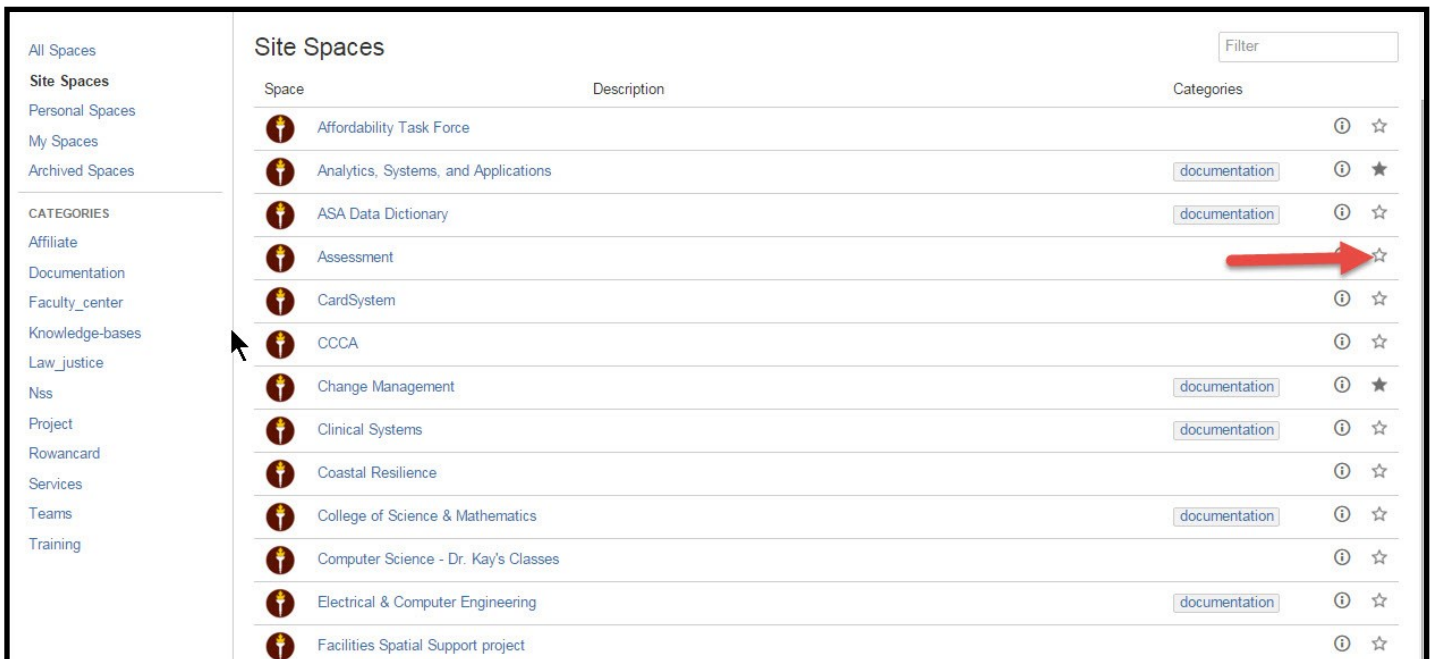 All Spaces
Site Spaces
Personal Spaces
My Spaces
Archived Spaces
CATEGORIES
Affiliate
Documentation
Faculty_center
Knowledge-bases
Law_justice
Nss
Project
Rowancard
Services
Teams
Training
Site Spaces
Filter
Space Description Categories
Affordability Task Force
Analytics, Systems, and Applications documentation
ASA Data Dictionary documentation
Assessment
CardSystem
CCCA
Change Management documentation
Clinical Systems documentation
Coastal Resilience
College of Science & Mathematics documentation
Computer Science - Dr. Kay's Classes
Electrical & Computer Engineering documentation
Facilities Spatial Support project